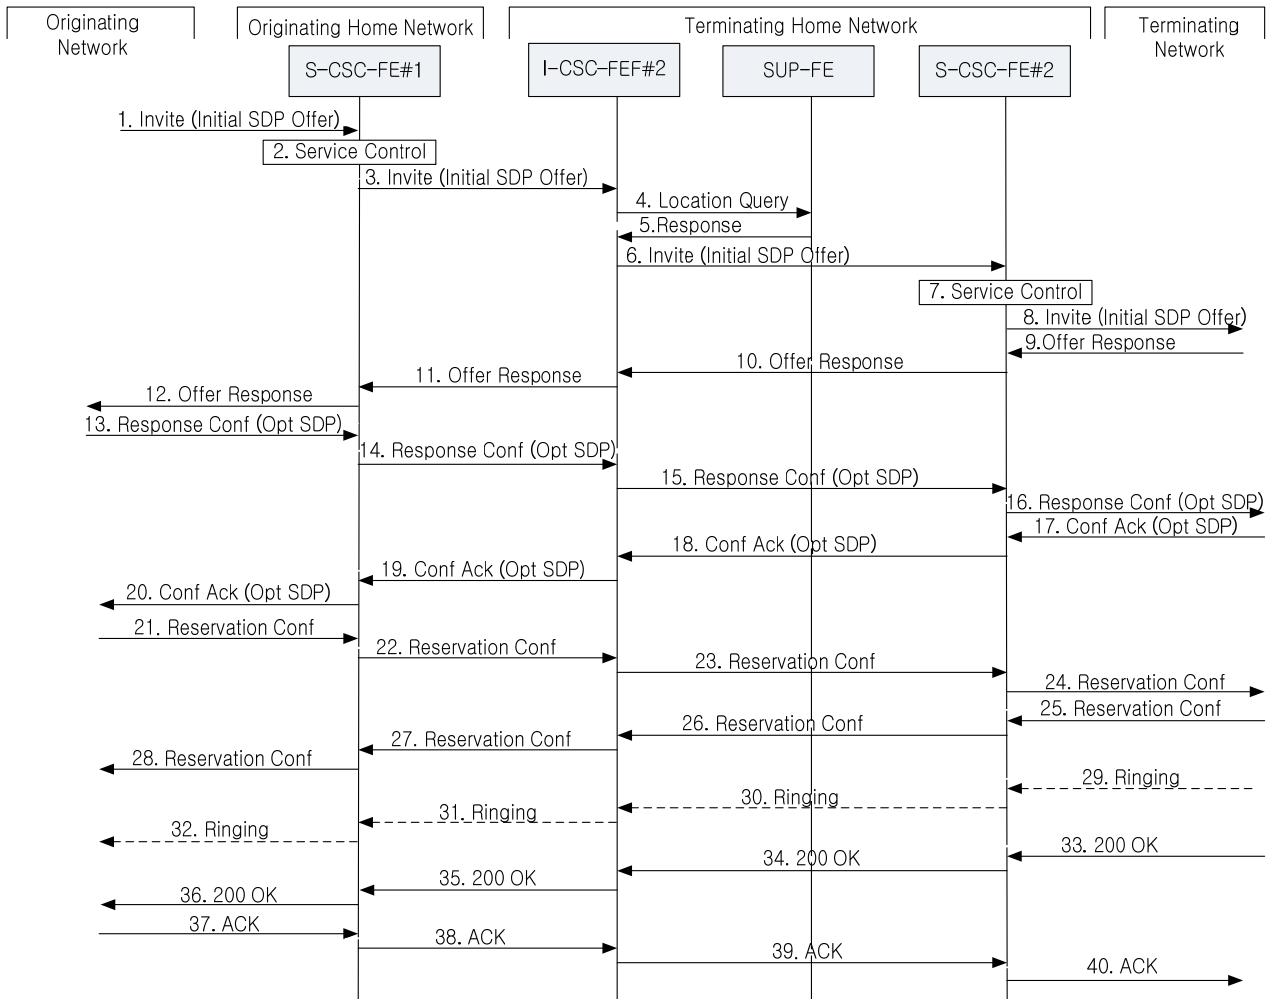 Originating
Network
Originating Home Network
Terminating Home Network
Terminating
Network
S-CSC-FE#1
I-CSC-FEF#2
SUP-FE
S-CSC-FE#2
1. Invite (Initial SDP Offer)
2. Service Control
3. Invite (Initial SDP Offer)
4. Location Query
5.Response
6. Invite (Initial SDP Offer)
7. Service Control
8. Invite (Initial SDP Offer)
9.Offer Response
10. Offer Response
11. Offer Response
12. Offer Response
13. Response Conf (Opt SDP)
14. Response Conf (Opt SDP)
15. Response Conf (Opt SDP)
16. Response Conf (Opt SDP)
17. Conf Ack (Opt SDP)
18. Conf Ack (Opt SDP)
19. Conf Ack (Opt SDP)
20. Conf Ack (Opt SDP)
21. Reservation Conf
22. Reservation Conf
23. Reservation Conf
24. Reservation Conf
25. Reservation Conf
26. Reservation Conf
27. Reservation Conf
28. Reservation Conf
29. Ringing
30. Ringing
31. Ringing
32. Ringing
33. 200 OK
34. 200 OK
35. 200 OK
36. 200 OK
37. ACK
38. ACK
39. ACK
40. ACK